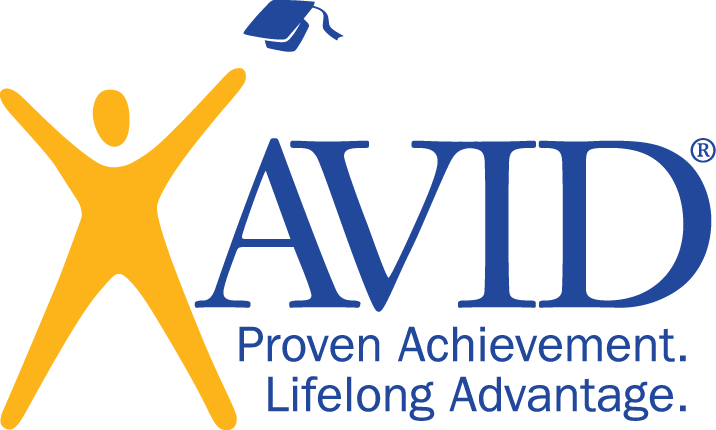 AVID®
Proven Achievement.
Lifelong Advantage.